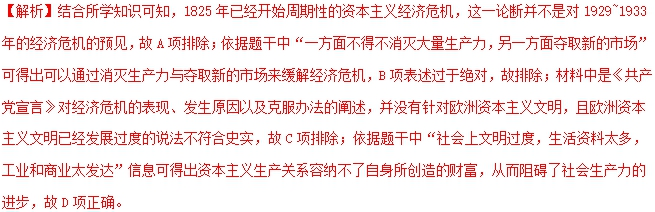 【解析】结合所学知识可知，1825年已经开始周期性的资本主义经济危机，这一论断并不是对1929~1933
年的经济危机的预见，故A项排除；依据题干中“一方面不得不消灭大量生产力，另一方面夺取新的市场”
可得出可以通过消灭生产力与夺取新的市场来缓解经济危机，B项表述过于绝对，故排除；材料中是《共产
党宣言》对经济危机的表现、发生原因以及克服办法的阐述，并没有针对欧洲资本主义文明，且欧洲资本
主义文明已经发展过度的说法不符合史实，故C项排除；依据题干中“社会上文明过度，生活资料太多，
工业和商业太发达”信息可得出资本主义生产关系容纳不了自身所创造的财富，从而阻碍了社会生产力的
进步，故D项正确。